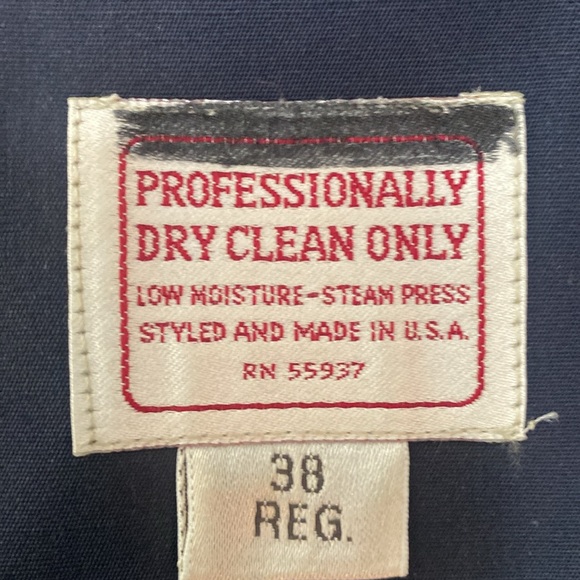 PROFESSIONALLY
DRY CLEAN ONLY
LOW MOISTURE-STEAM PRESS
STYLED AND MADE IN U.S.A.
RN 55937
38
REG.